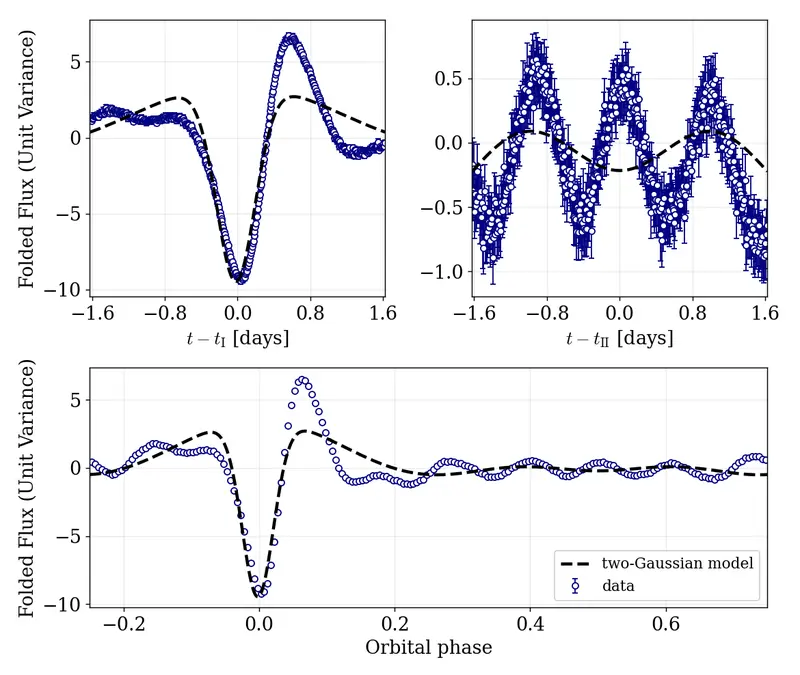 Folded Flux (Unit Variance)
5
0
−5
−10
−1.6 −0.8 0.0 0.8 1.6
t − tI [days]
0.5
0.0
−0.5
−1.0
−1.6 −0.8 0.0 0.8 1.6
t − tII [days]
Folded Flux (Unit Variance)
5
0
−5
−10
−0.2 0.0 0.2 0.4 0.6
Orbital phase
two-Gaussian model
data